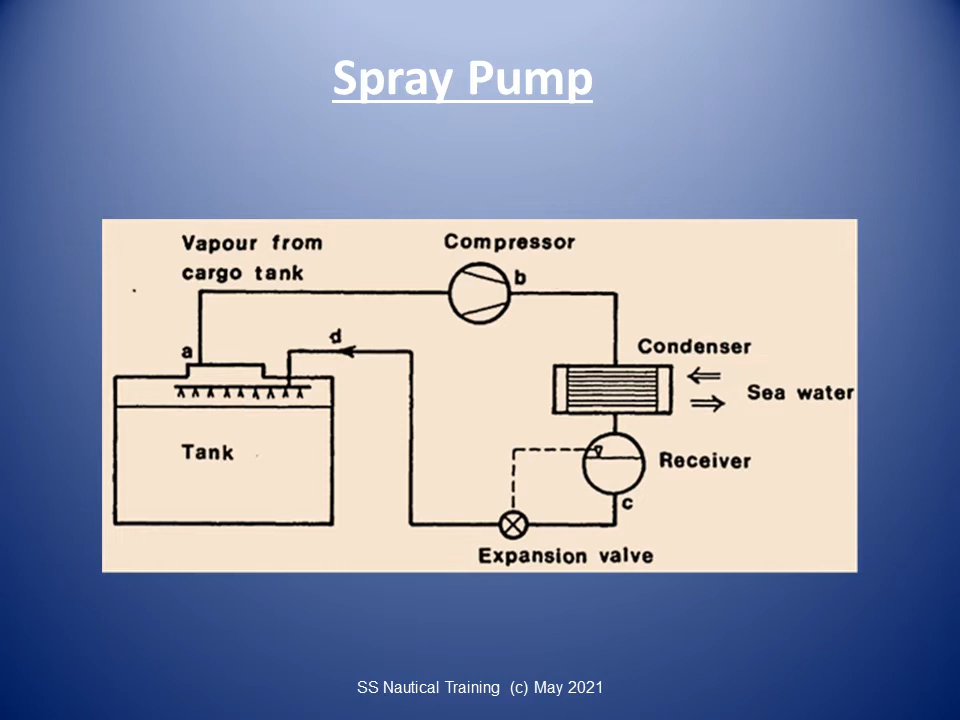 Spray Pump
Vapour from
cargo tank
Compressor
b
a
d
Condenser
Sea water
Tank
Receiver
c
Expansion valve
SS Nautical Training (c) May 2021